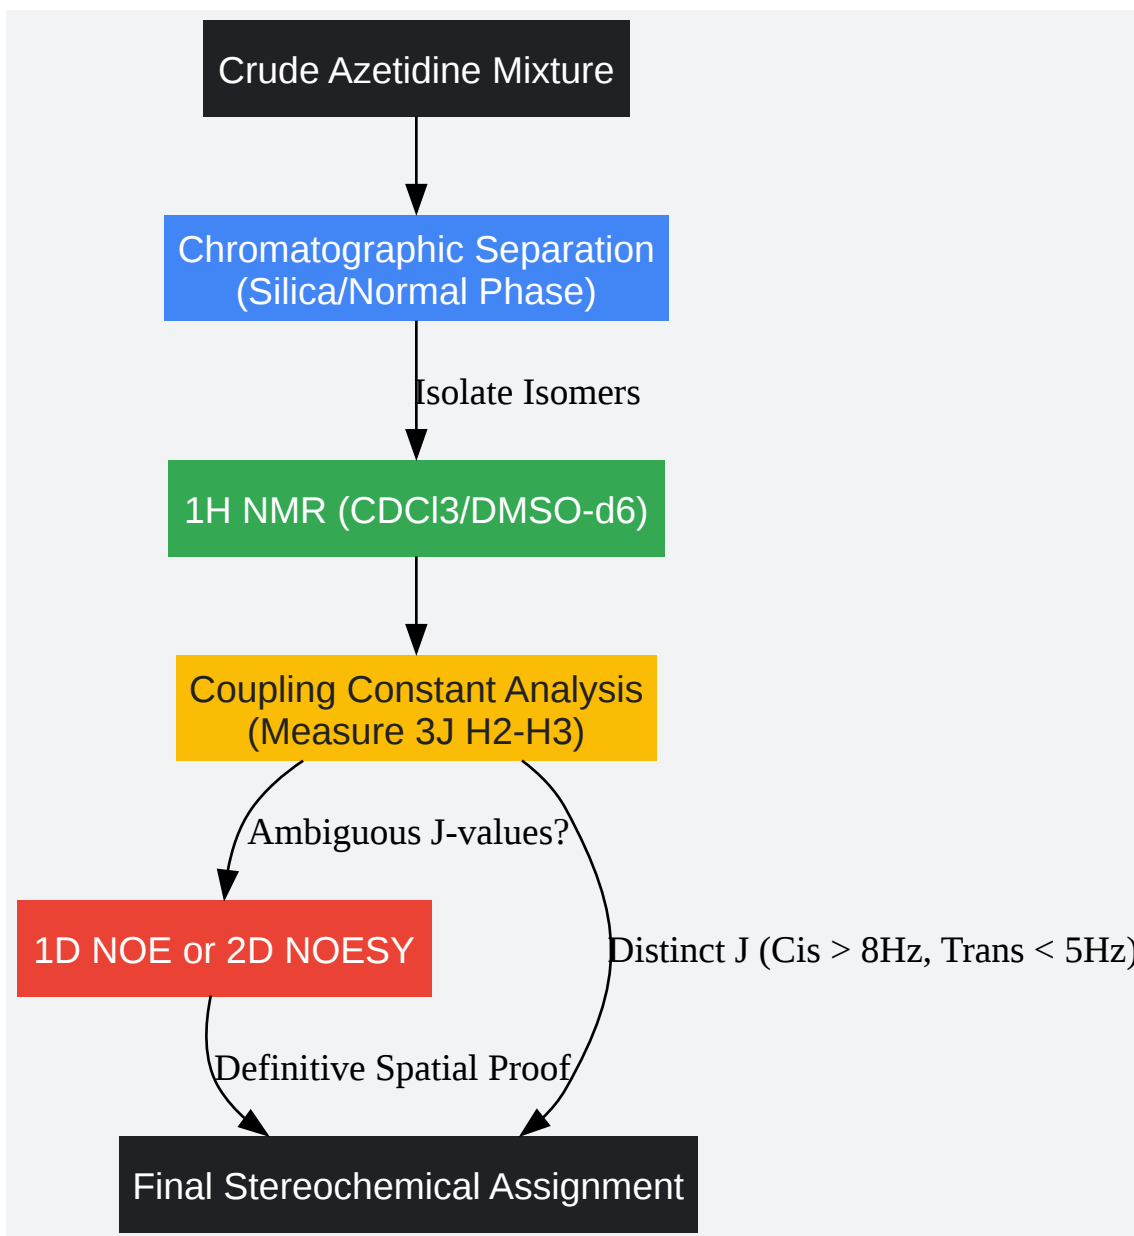 Crude Azetidine Mixture
Chromatographic Separation
(Silica/Normal Phase)
Isolate Isomers
1H NMR (CDCl3/DMSO-d6)
Coupling Constant Analysis
(Measure 3J H2-H3)
Ambiguous J-values?
1D NOE or 2D NOESY
Distinct J (Cis > 8Hz, Trans < 5Hz)
Definitive Spatial Proof
Final Stereochemical Assignment